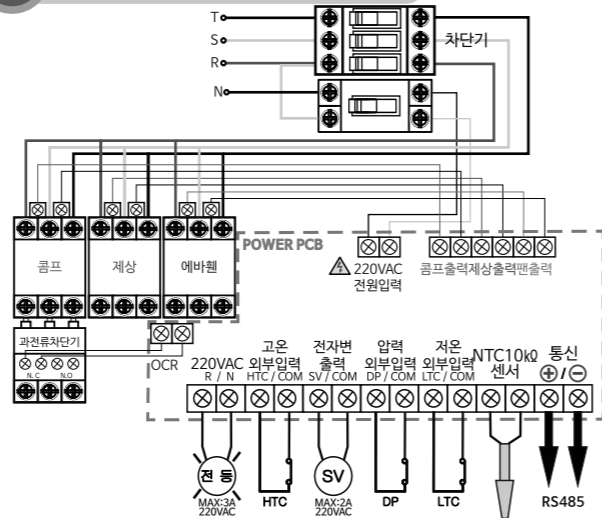 T
S
R
N
차단기
콤프
제상
에바휀
POWER PCB
220VAC
전원입력
콤프출력제상출력팬출력
과전류차단기
N.C N.O
OCR
220VAC
R / N
고온
외부입력
HTC / COM
전자변
출력
SV / COM
압력
외부입력
DP / COM
저온
외부입력
LTC / COM
NTC10kΩ
센서
통신
⊕/⊖
전 등
MAX:3A
220VAC
HTC
SV
MAX:2A
220VAC
DP
LTC
RS485